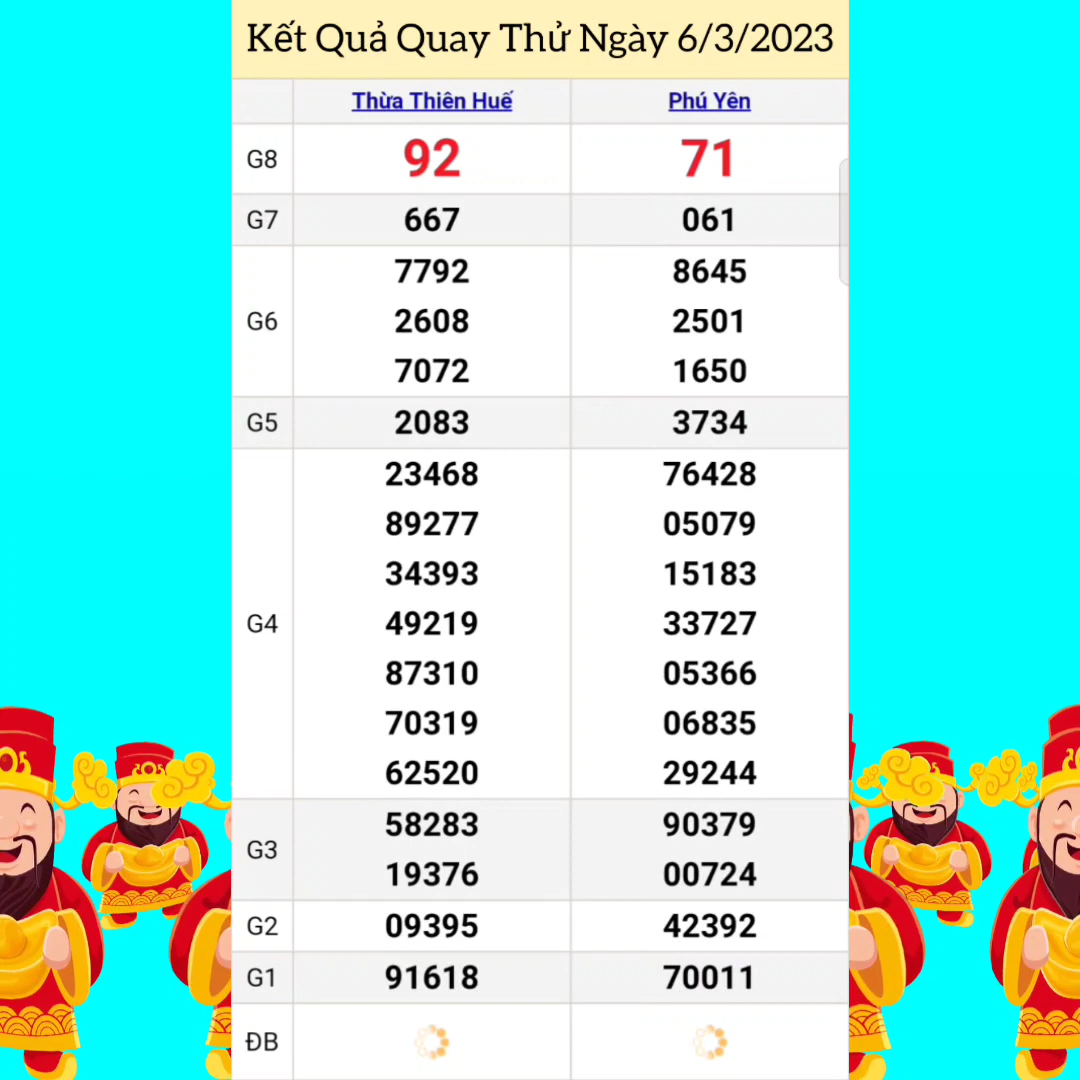 Kết Quả Quay Thử Ngày 6/3/2023
Thừa Thiên Huế Phú Yên
G8 92 71
G7 667 061
7792 8645
G6 2608 2501
7072 1650
G5 2083 3734
23468 76428
89277 05079
34393 15183
G4 49219 33727
87310 05366
70319 06835
62520 29244
58283 90379
G3
19376 00724
G2 09395 42392
G1 91618 70011
ĐB